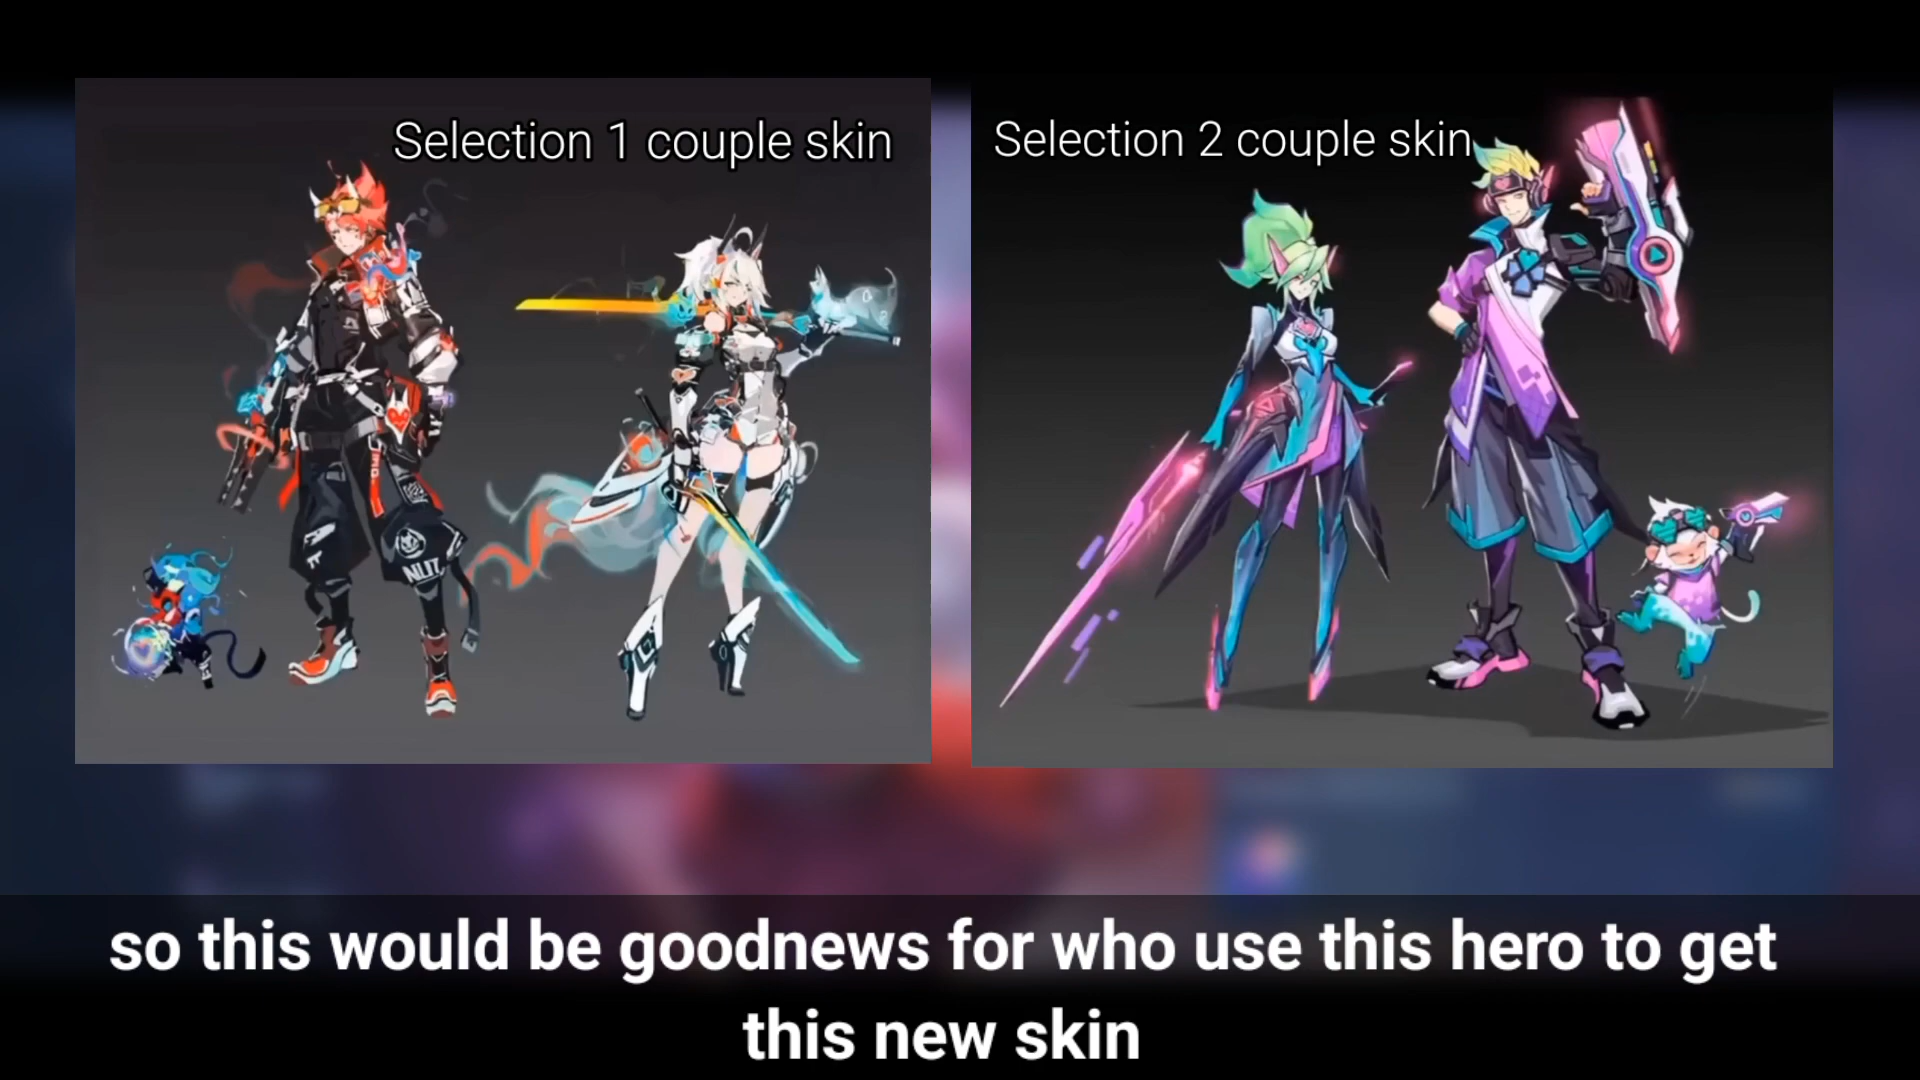 Selection 1 couple skin
Selection 2 couple skin
NUT
so this would be goodnews for who use this hero to get
this new skin